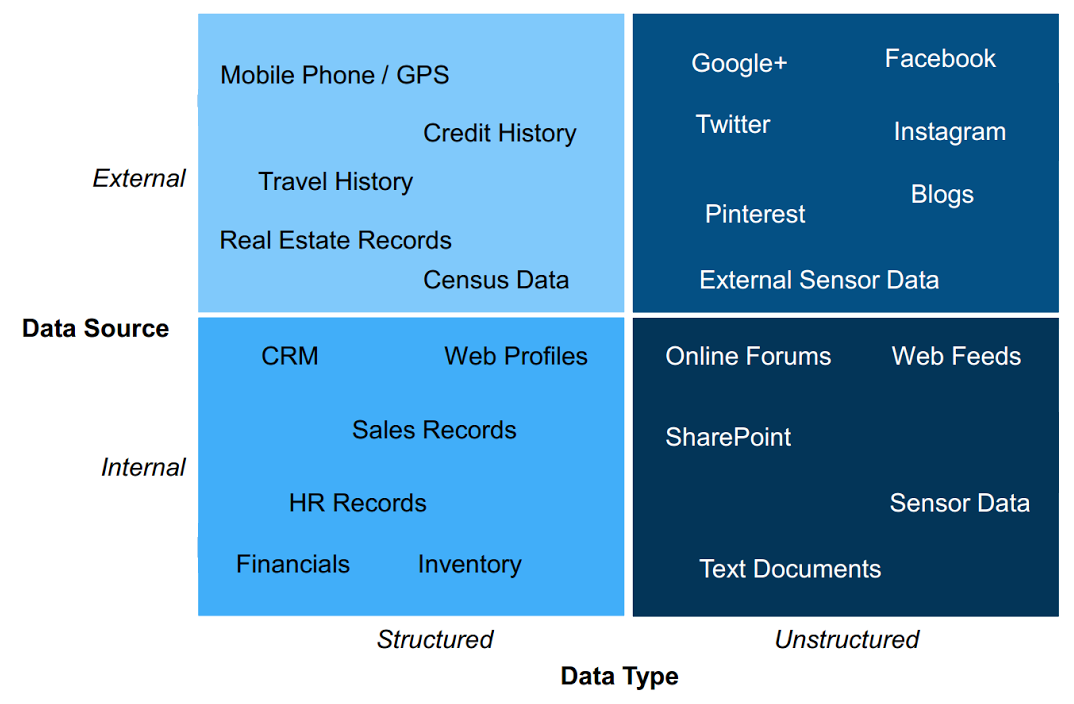 Mobile Phone / GPS
Credit History
Travel History
Real Estate Records
Census Data
Google+
Facebook
Twitter
Instagram
Blogs
Pinterest
External Sensor Data
External
Data Source
Internal
CRM
Web Profiles
Sales Records
HR Records
Financials
Inventory
Online Forums
Web Feeds
SharePoint
Sensor Data
Text Documents
Structured
Unstructured
Data Type